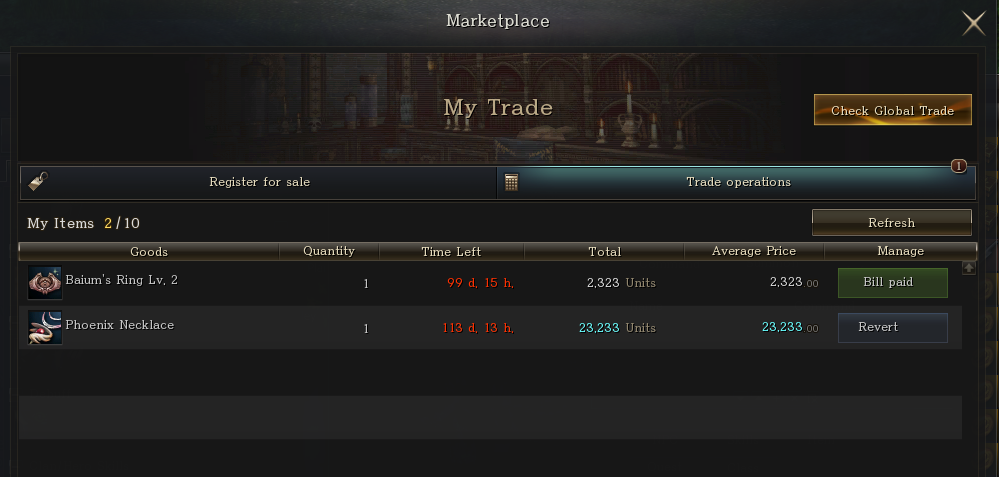 Marketplace
My Trade
Check Global Trade
1
Register for sale
Trade operations
My Items 2/10
Refresh
Goods Quantity Time Left Total Average Price Manage
Baium's Ring Lv. 2 1 99 d. 15 h. 2,323 Units 2,323.00 Bill paid
Phoenix Necklace 1 113 d. 13 h. 23,233 Units 23,233.00 Revert